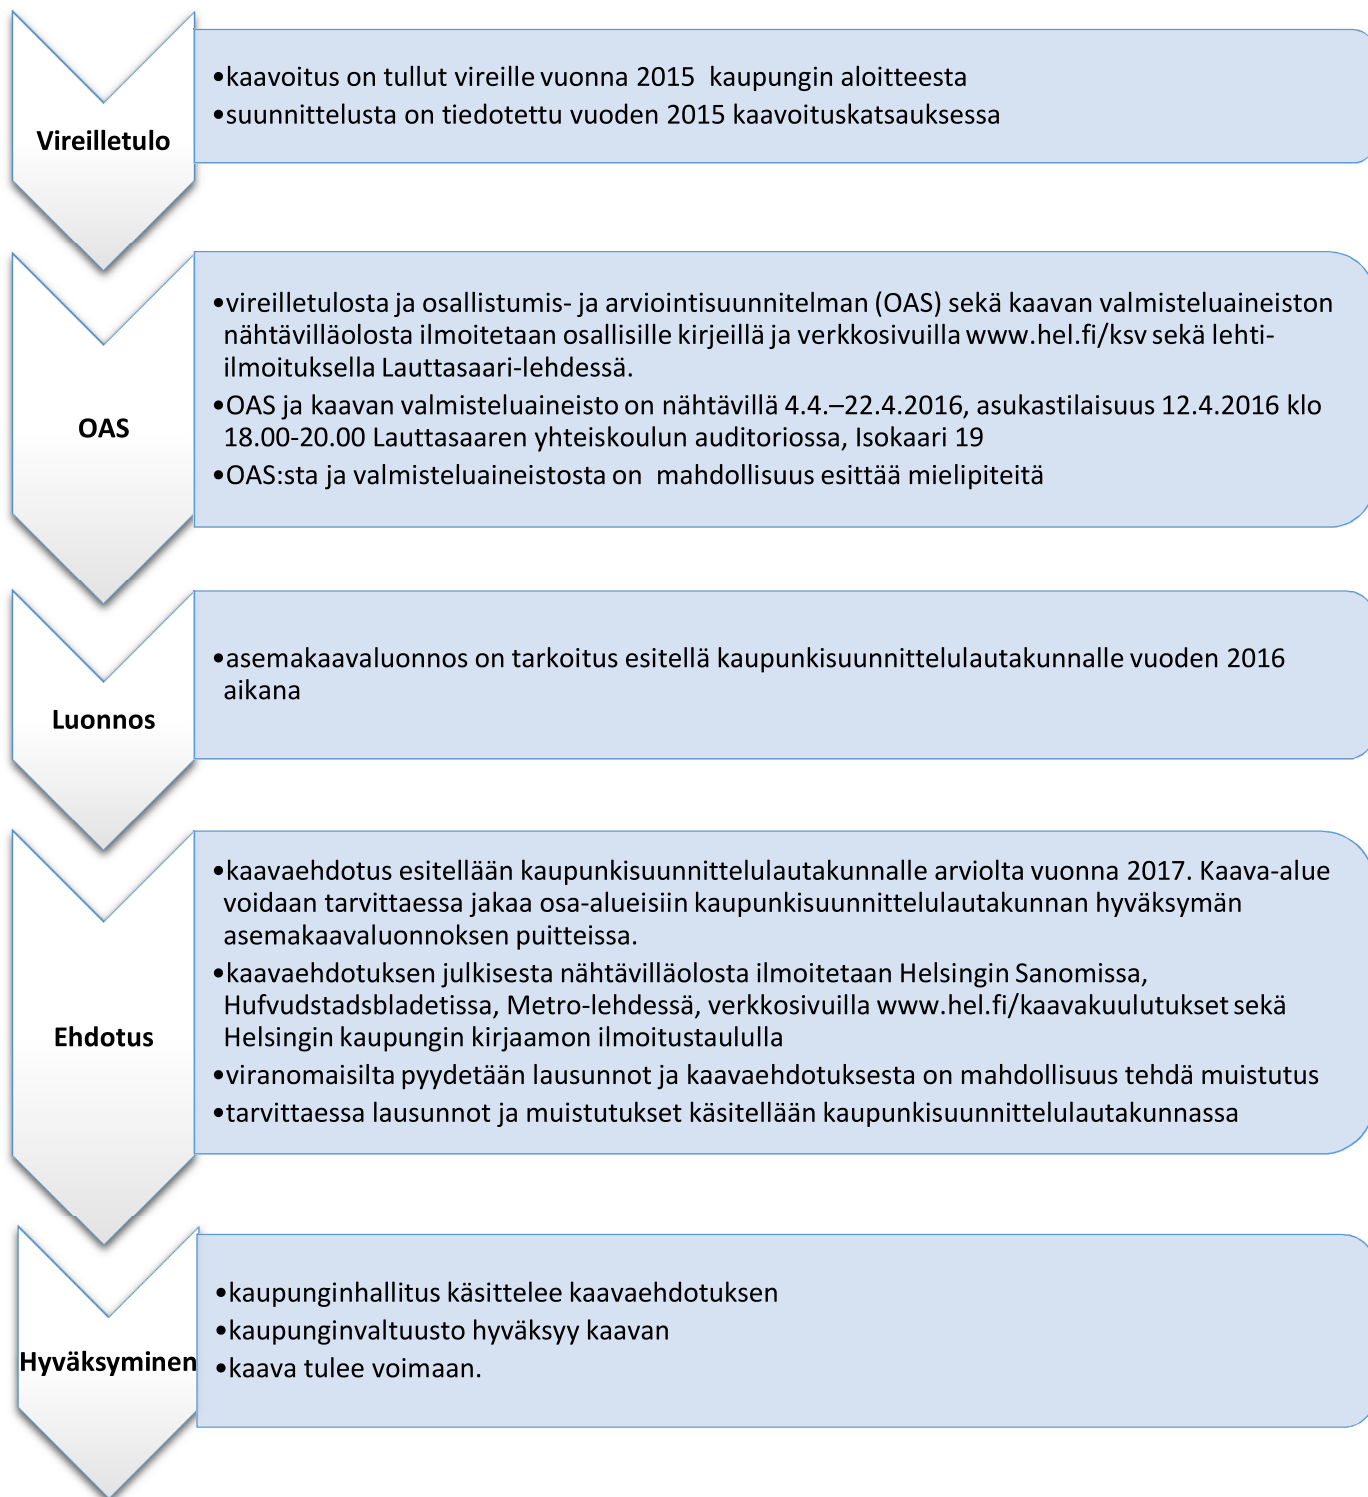 Vireilletulo
•kaavoitus on tullut vireille vuonna 2015  kaupungin aloitteesta
•suunnittelusta on tiedotettu vuoden 2015 kaavoituskatsauksessa
OAS
•vireilletulosta ja osallistumis- ja arviointisuunnitelman (OAS) sekä kaavan valmisteluaineiston
nähtävilläolosta ilmoitetaan osallisille kirjeillä ja verkkosivuilla www.hel.fi/ksv sekä lehti-
ilmoituksella Lauttasaari-lehdessä.
•OAS ja kaavan valmisteluaineisto on nähtävillä 4.4.–22.4.2016, asukastilaisuus 12.4.2016 klo
18.00-20.00 Lauttasaaren yhteiskoulun auditoriossa, Isokaari 19
•OAS:sta ja valmisteluaineistosta on  mahdollisuus esittää mielipiteitä
Luonnos
•asemakaavaluonnos on tarkoitus esitellä kaupunkisuunnittelulautakunnalle vuoden 2016
aikana
Ehdotus
•kaavaehdotus esitellään kaupunkisuunnittelulautakunnalle arviolta vuonna 2017. Kaava-alue
voidaan tarvittaessa jakaa osa-alueisiin kaupunkisuunnittelulautakunnan hyväksymän
asemakaavaluonnoksen puitteissa.
•kaavaehdotuksen julkisesta nähtävilläolosta ilmoitetaan Helsingin Sanomissa,
Hufvudstadsbladetissa, Metro-lehdessä, verkkosivuilla www.hel.fi/kaavakuulutukset sekä
Helsingin kaupungin kirjaamon ilmoitustaululla
•viranomaisilta pyydetään lausunnot ja kaavaehdotuksesta on mahdollisuus tehdä muistutus
•tarvittaessa lausunnot ja muistutukset käsitellään kaupunkisuunnittelulautakunnassa
Hyväksyminen
•kaupunginhallitus käsittelee kaavaehdotuksen
•kaupunginvaltuusto hyväksyy kaavan
•kaava tulee voimaan.